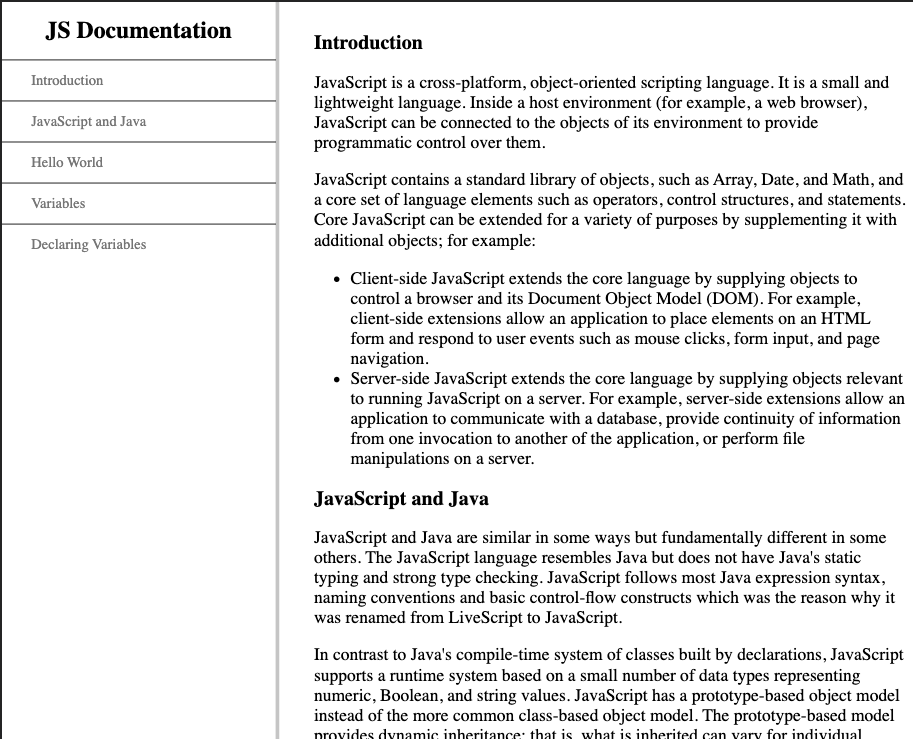 JS Documentation
Introduction
JavaScript and Java
Hello World
Variables
Declaring Variables
Introduction
JavaScript is a cross-platform, object-oriented scripting language. It is a small and
lightweight language. Inside a host environment (for example, a web browser),
JavaScript can be connected to the objects of its environment to provide
programmatic control over them.
JavaScript contains a standard library of objects, such as Array, Date, and Math, and
a core set of language elements such as operators, control structures, and statements.
Core JavaScript can be extended for a variety of purposes by supplementing it with
additional objects; for example:
• Client-side JavaScript extends the core language by supplying objects to
control a browser and its Document Object Model (DOM). For example,
client-side extensions allow an application to place elements on an HTML
form and respond to user events such as mouse clicks, form input, and page
navigation.
• Server-side JavaScript extends the core language by supplying objects relevant
to running JavaScript on a server. For example, server-side extensions allow an
application to communicate with a database, provide continuity of information
from one invocation to another of the application, or perform file
manipulations on a server.
JavaScript and Java
JavaScript and Java are similar in some ways but fundamentally different in some
others. The JavaScript language resembles Java but does not have Java's static
typing and strong type checking. JavaScript follows most Java expression syntax,
naming conventions and basic control-flow constructs which was the reason why it
was renamed from LiveScript to JavaScript.
In contrast to Java's compile-time system of classes built by declarations, JavaScript
supports a runtime system based on a small number of data types representing
numeric, Boolean, and string values. JavaScript has a prototype-based object model
instead of the more common class-based object model. The prototype-based model
provides dynamic inheritance; that is, what is inherited can vary for individual